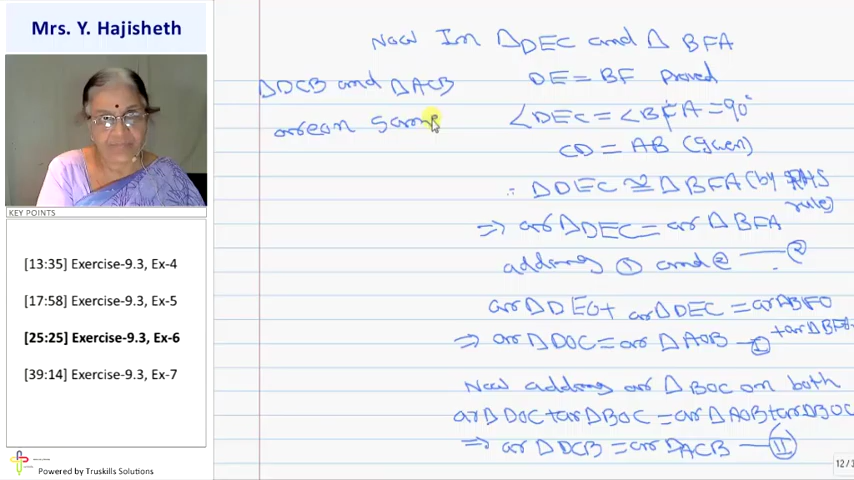 Mrs. Y. Hajisheth
KEY POINTS
[13:35] Exercise-9.3, Ex-4
[17:58] Exercise-9.3, Ex-5
[25:25] Exercise-9.3, Ex-6
[39:14] Exercise-9.3, Ex-7
Powered by Truskills Solutions
ΔDCB and ΔACB
are on same
Now In ΔDEC and Δ BFA
DE = BF Proved
∠DEC = ∠BFA = 90°
CD = AB (given)
∴ ΔDEC ≅ Δ BFA (by RHS
rule)
⇒ ar ΔDEC = ar Δ BFA
adding ① and ② — ②
ar ΔDEO + ar ΔDEC = ar ΔBFO
+ ar ΔBFA
⇒ ar ΔDOC = ar ΔAOB — Ⓘ
Now adding ar ΔBOC on both
ar ΔDOC + ar ΔBOC = ar ΔAOB + ar ΔBOC
⇒ ar ΔDCB = ar ΔACB — Ⅱ